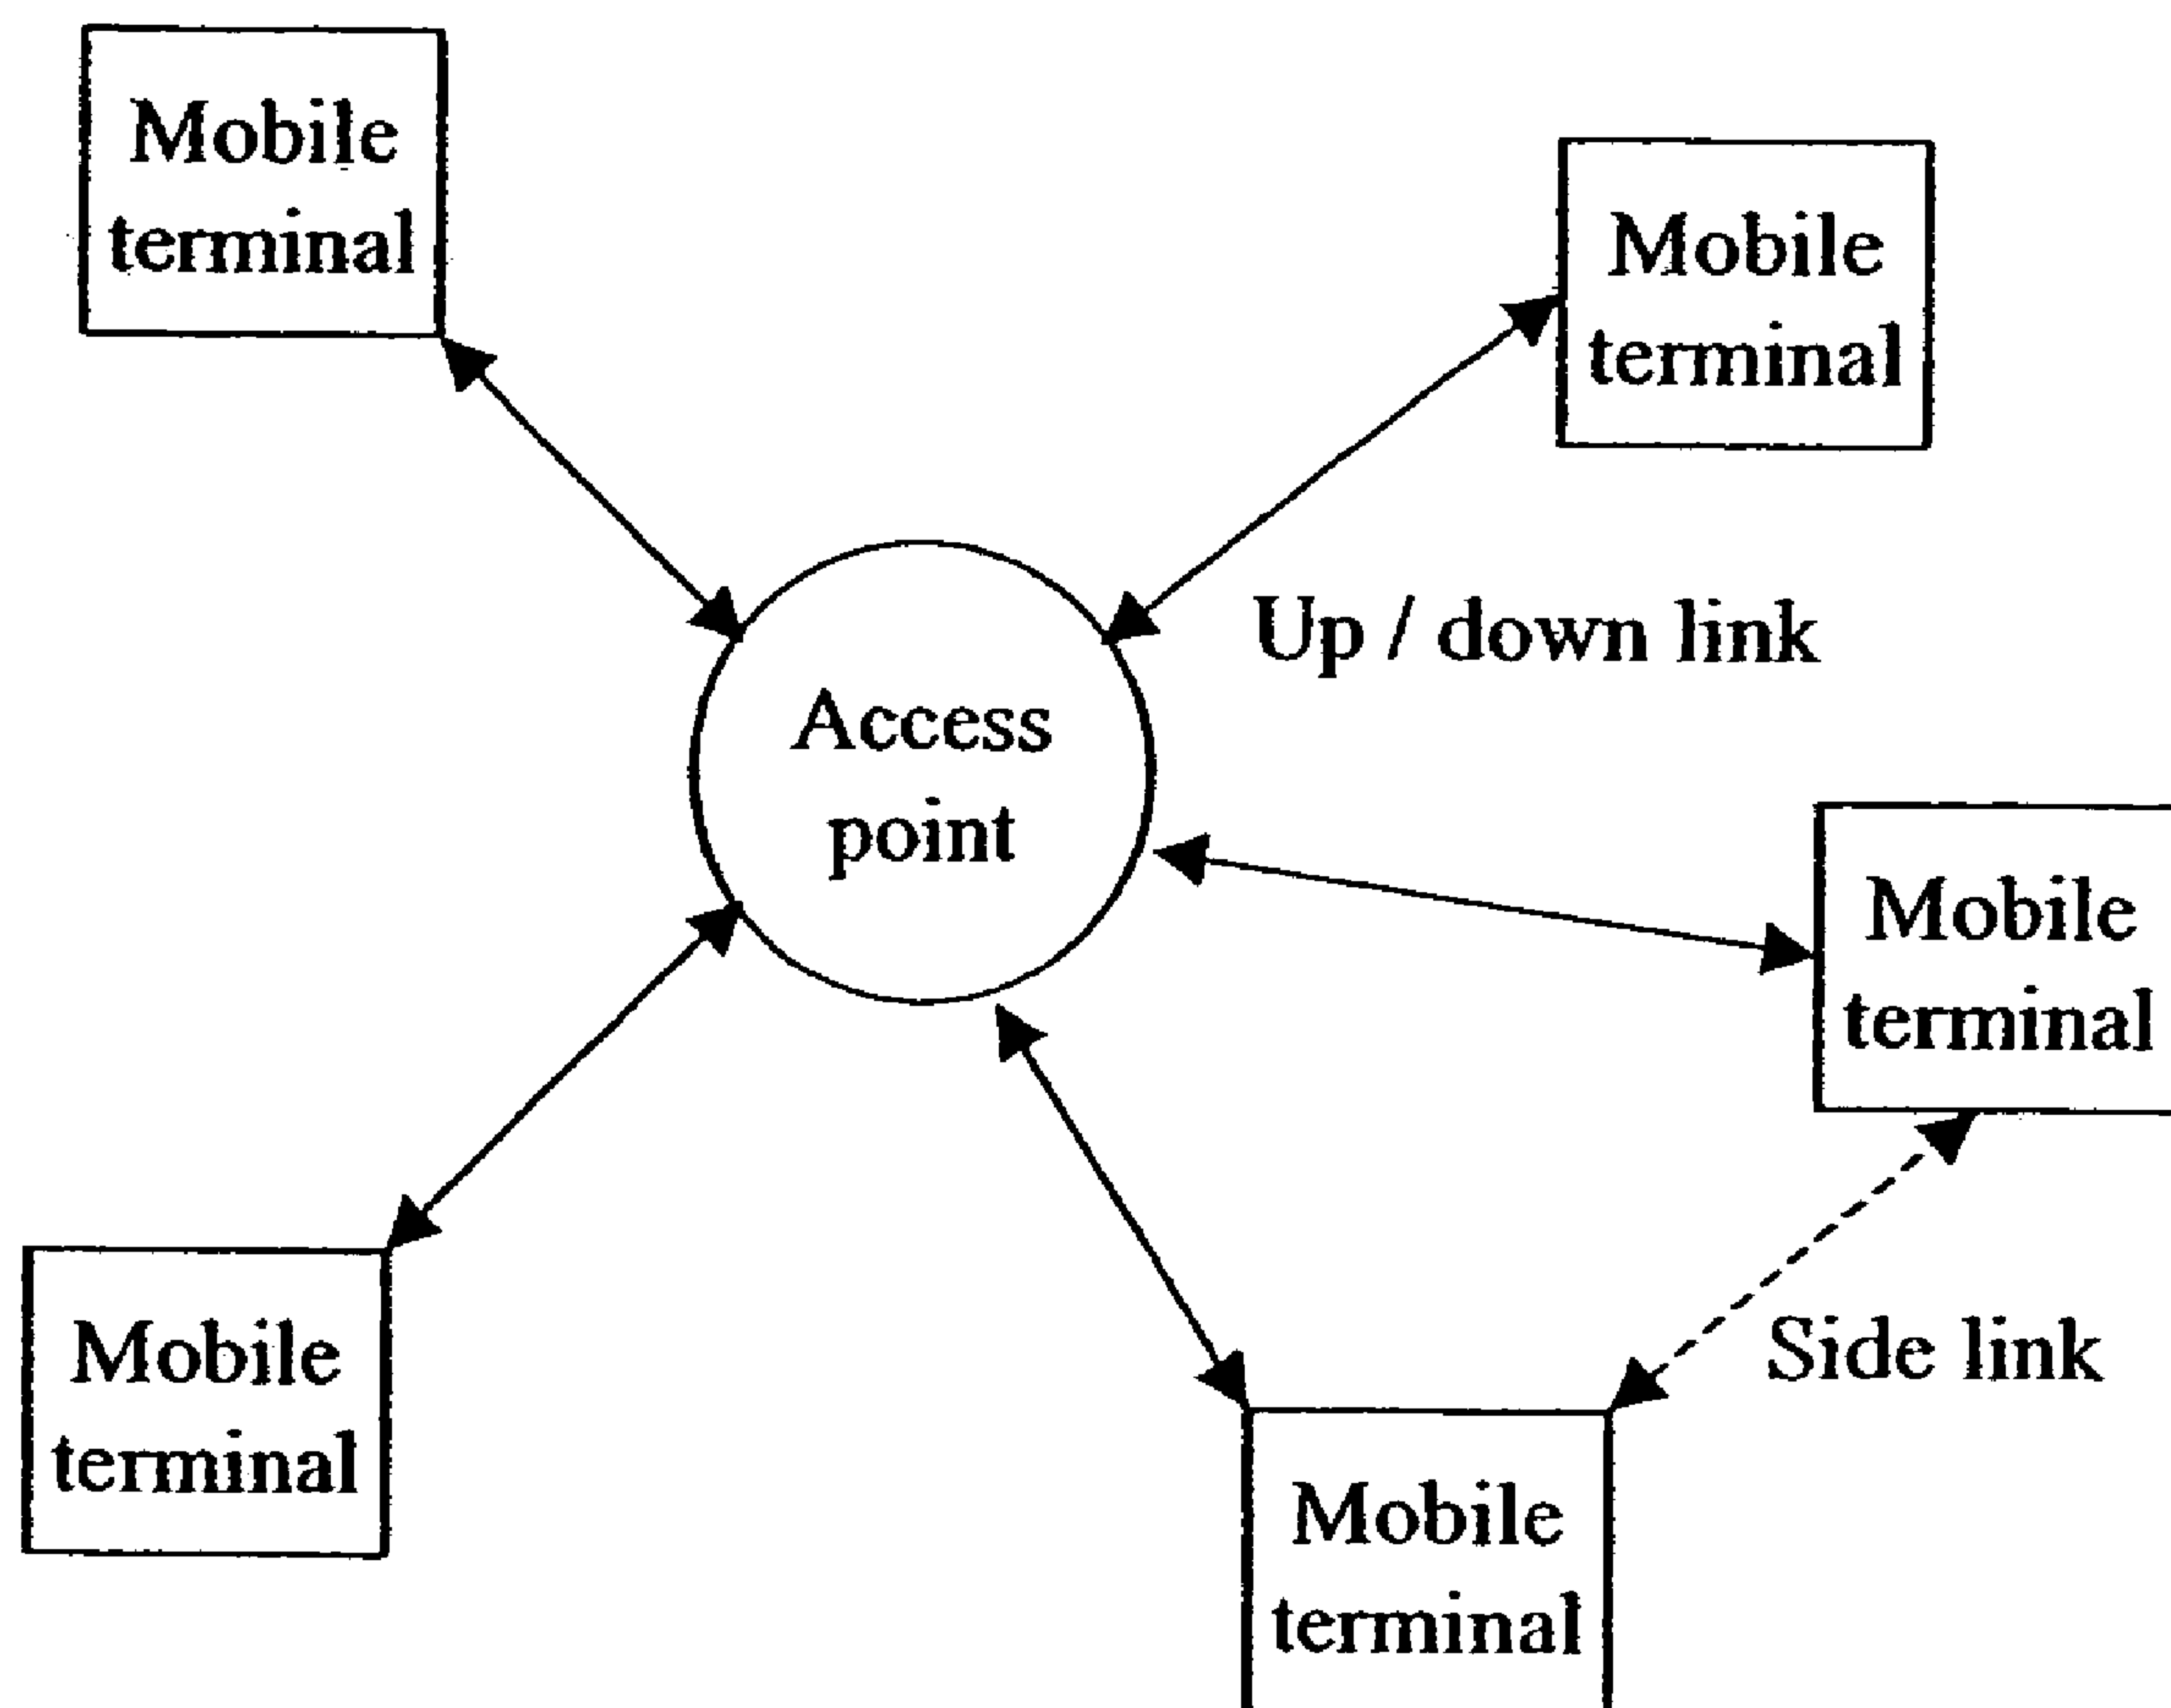 Mobile
terminal
Mobile
terminal
Up / down link
Access
point
Mobile
terminal
Side link
Mobile
terminal
Mobile
terminal